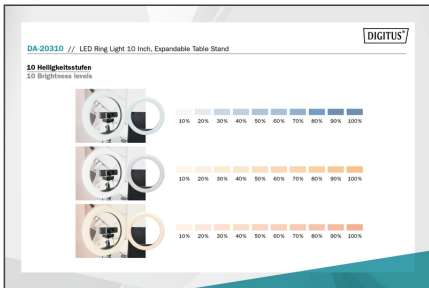 DIGITUS®
DA-20310 // LED Ring Light 10 Inch, Expandable Table Stand
10 Helligkeitsstufen
10 Brightness levels
10% 20% 30% 40% 50% 60% 70% 80% 90% 100%
10% 20% 30% 40% 50% 60% 70% 80% 90% 100%
10% 20% 30% 40% 50% 60% 70% 80% 90% 100%